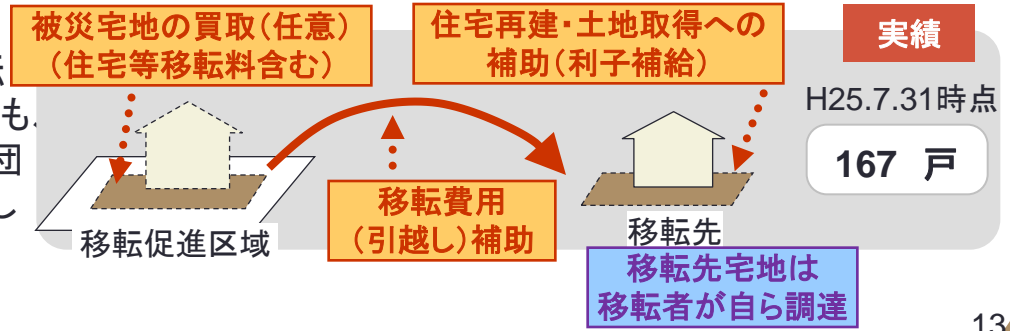 被災宅地の買取(任意)
(住宅等移転料含む)
住宅再建・土地取得への
補助(利子補給)
実績
も、
団
し
H25.7.31時点
167 戸
移転費用
(引越し)補助
移転促進区域
移転先
移転先宅地は
移転者が自ら調達
13